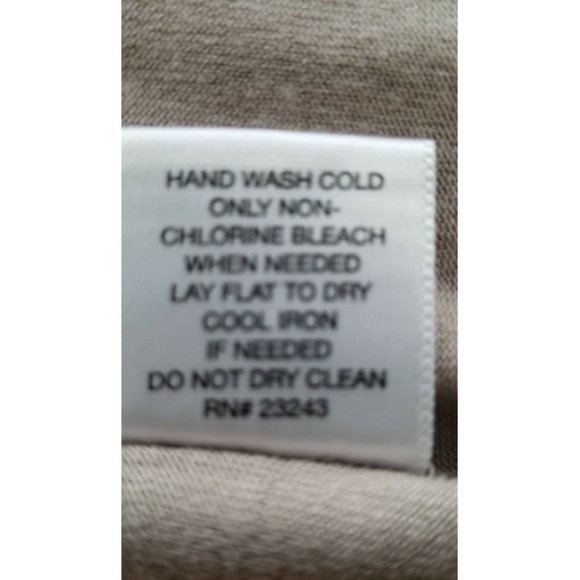 HAND WASH COLD
ONLY NON-
CHLORINE BLEACH
WHEN NEEDED
LAY FLAT TO DRY
COOL IRON
IF NEEDED
DO NOT DRY CLEAN
RN# 23243